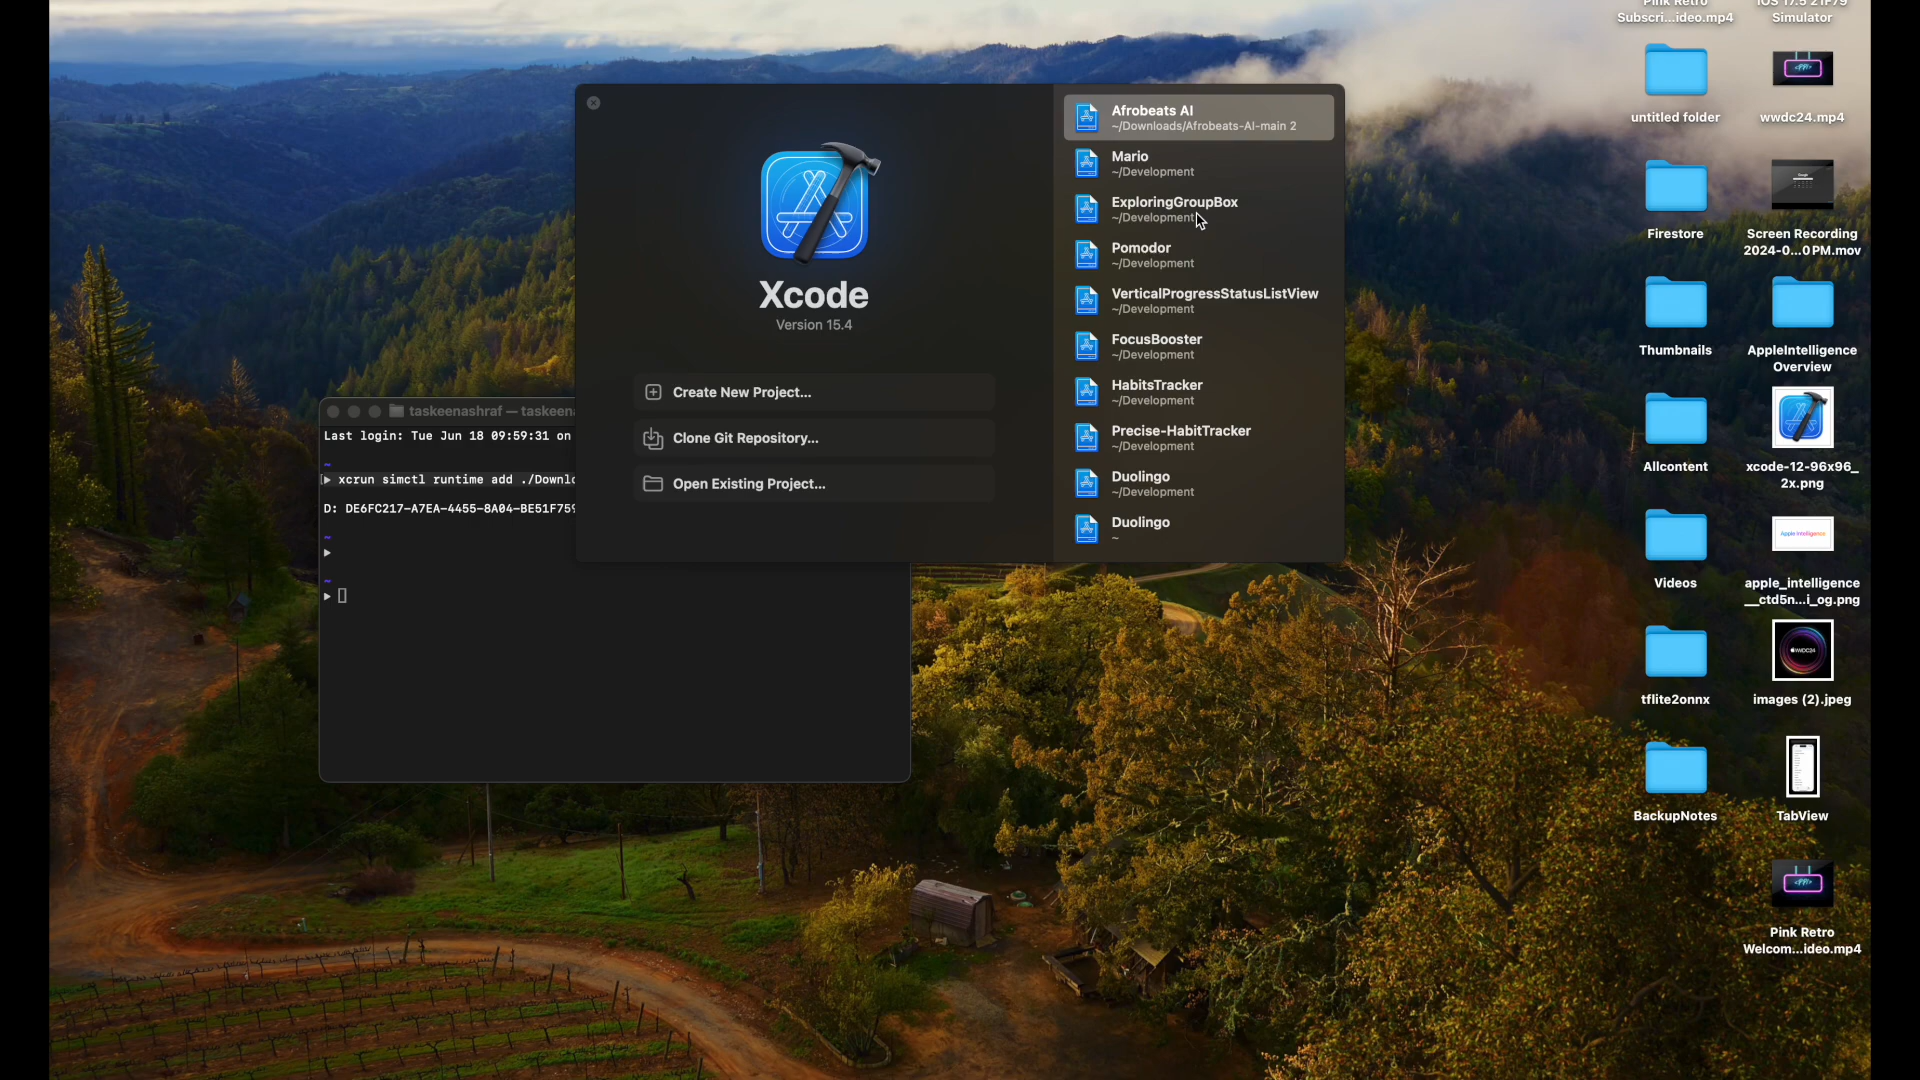 Xcode
Version 15.4
Create New Project...
Clone Git Repository...
Open Existing Project...
Afrobeats AI
~/Downloads/Afrobeats-AI-main 2
Mario
~/Development
ExploringGroupBox
~/Development
Pomodor
~/Development
VerticalProgressStatusListView
~/Development
FocusBooster
~/Development
HabitsTracker
~/Development
Precise-HabitTracker
~/Development
Duolingo
~/Development
Duolingo
~
taskeenashraf — taskeena
Last login: Tue Jun 18 09:59:31 on
~
xcrun simctl runtime add ./Downlo
D: DE6FC217-A7EA-4455-8A04-BE51F759
~
~
Pink Retro
Subscri...ideo.mp4
iOS 17.5 21F79
Simulator
untitled folder
wwdc24.mp4
Firestore
Screen Recording
2024-0...0 PM.mov
Thumbnails
AppleIntelligence
Overview
Allcontent
xcode-12-96x96_
2x.png
Apple Intelligence
Videos
apple_intelligence
__ctd5n...i_og.png
WWDC24
tflite2onnx
images (2).jpeg
BackupNotes
TabView
Pink Retro
Welcom...ideo.mp4